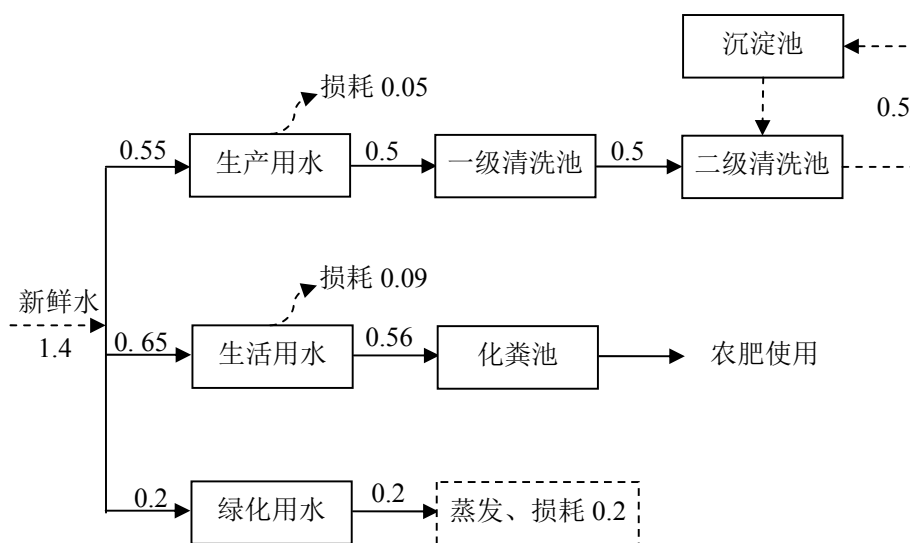 沉淀池
损耗 0.05
0.5
0.55
生产用水
0.5
一级清洗池
0.5
二级清洗池
新鲜水
1.4
损耗 0.09
0. 65
生活用水
0.56
化粪池
农肥使用
0.2
绿化用水
0.2
蒸发、损耗 0.2